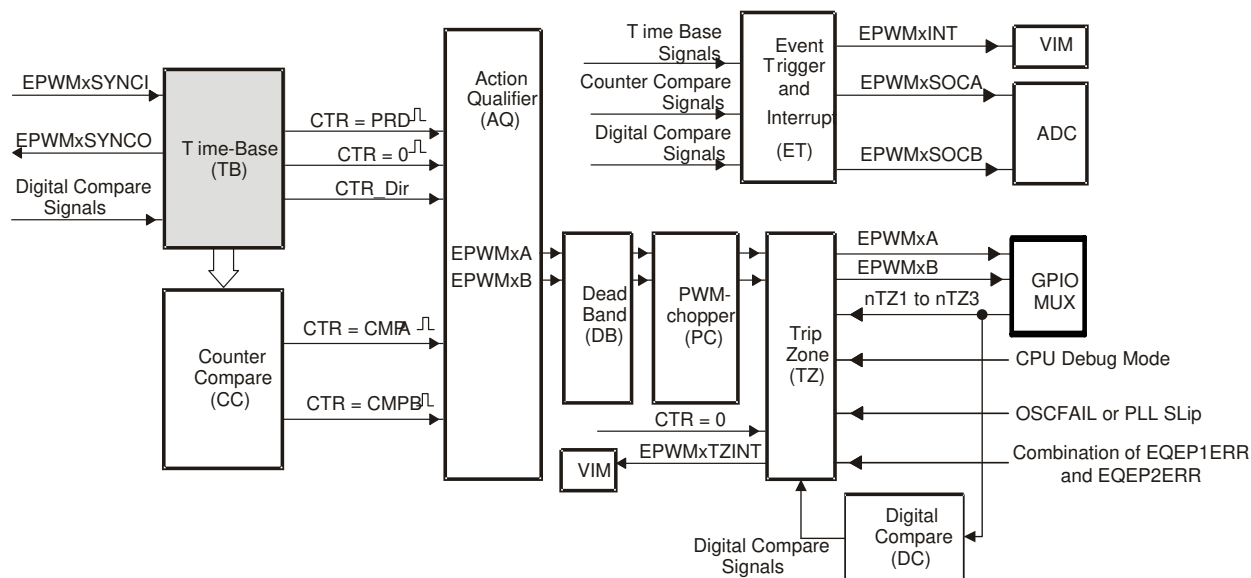 EPWMxSYNCI
EPWMxSYNCO
Digital Compare
Signals
Time-Base
(TB)
CTR = PRD
CTR = 0
CTR_Dir
Counter
Compare
(CC)
CTR = CMPA
CTR = CMPB
Action
Qualifier
(AQ)
EPWMxA
EPWMxB
Time Base
Signals
Counter Compare
Signals
Digital Compare
Signals
Event
Trigger
and
Interrupt
(ET)
EPWMxINT
EPWMxSOCA
EPWMxSOCB
VIM
ADC
Dead
Band
(DB)
PWM-
chopper
(PC)
Trip
Zone
(TZ)
EPWMxA
EPWMxB
nTZ1 to nTZ3
GPIO
MUX
CPU Debug Mode
OSCFAIL or PLL SLip
Combination of EQEP1ERR
and EQEP2ERR
CTR = 0
EPWMxTZINT
VIM
Digital Compare
Signals
Digital
Compare
(DC)